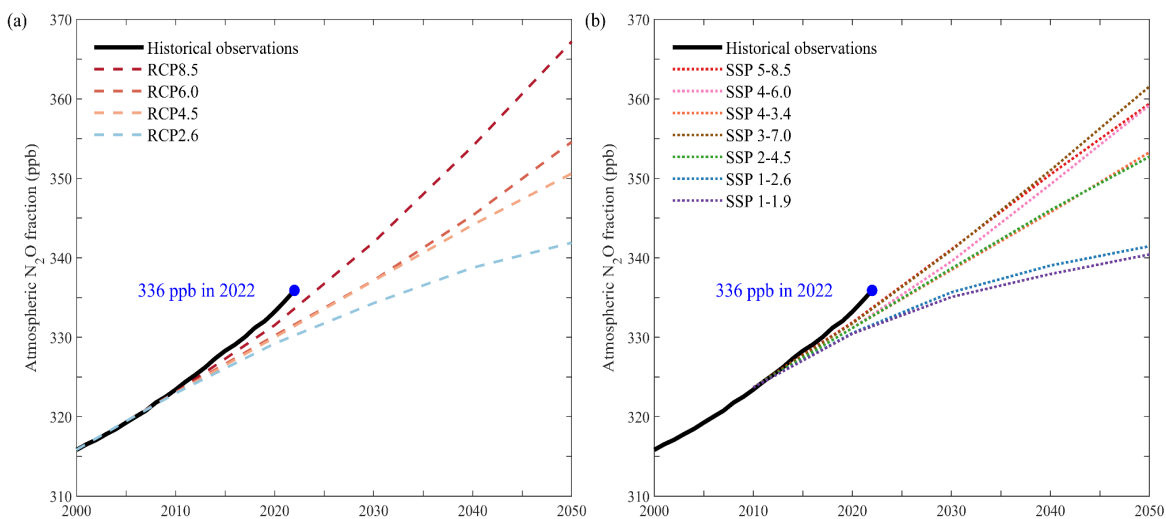 (a)
370
360
350
340
330
320
310
Atmospheric N2O fraction (ppb)
Historical observations
RCP8.5
RCP6.0
RCP4.5
RCP2.6
336 ppb in 2022
2000 2010 2020 2030 2040 2050
(b)
370
360
350
340
330
320
310
Atmospheric N2O fraction (ppb)
Historical observations
SSP 5-8.5
SSP 4-6.0
SSP 4-3.4
SSP 3-7.0
SSP 2-4.5
SSP 1-2.6
SSP 1-1.9
336 ppb in 2022
2000 2010 2020 2030 2040 2050